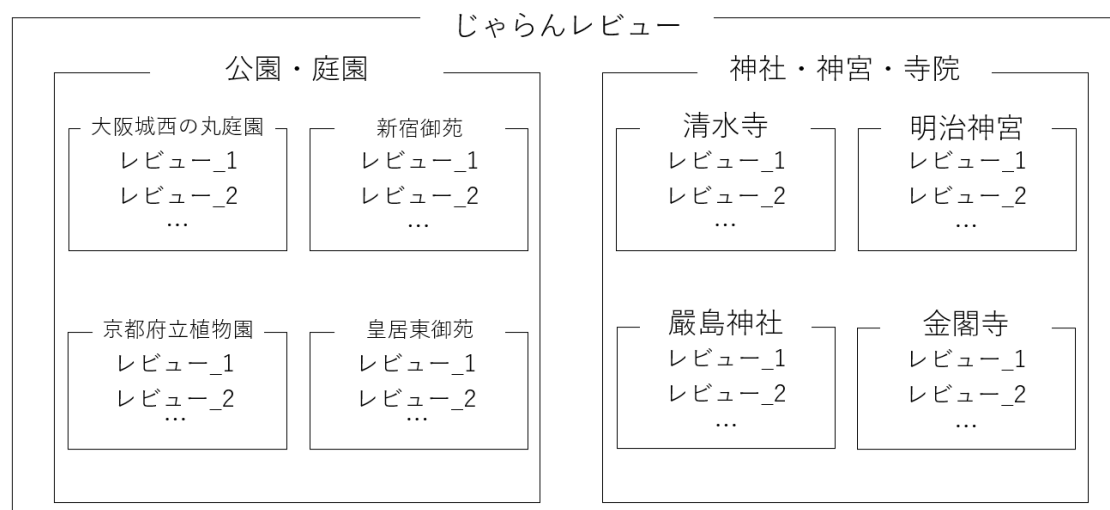 じゃらんレビュー
公園・庭園
大阪城西の丸庭園
レビュー_1
レビュー_2
…
新宿御苑
レビュー_1
レビュー_2
…
京都府立植物園
レビュー_1
レビュー_2
…
皇居東御苑
レビュー_1
レビュー_2
…
神社・神宮・寺院
清水寺
レビュー_1
レビュー_2
…
明治神宮
レビュー_1
レビュー_2
…
嚴島神社
レビュー_1
レビュー_2
…
金閣寺
レビュー_1
レビュー_2
…